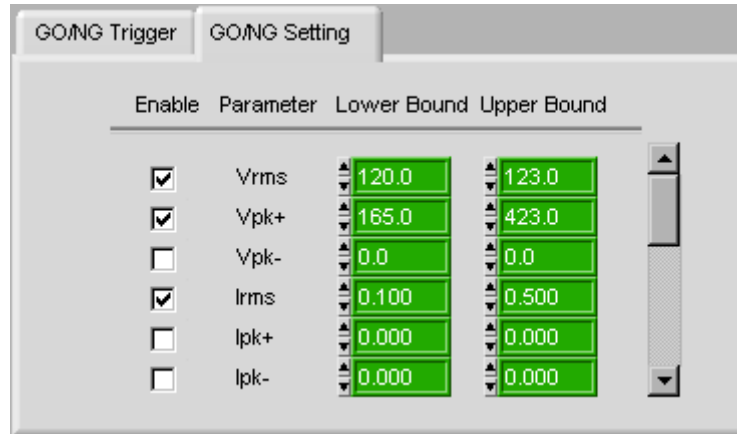 GO/NG Trigger GO/NG Setting
Enable Parameter Lower Bound Upper Bound
Vrms 120.0 123.0
Vpk+ 165.0 423.0
Vpk- 0.0 0.0
Irms 0.100 0.500
Ipk+ 0.000 0.000
Ipk- 0.000 0.000